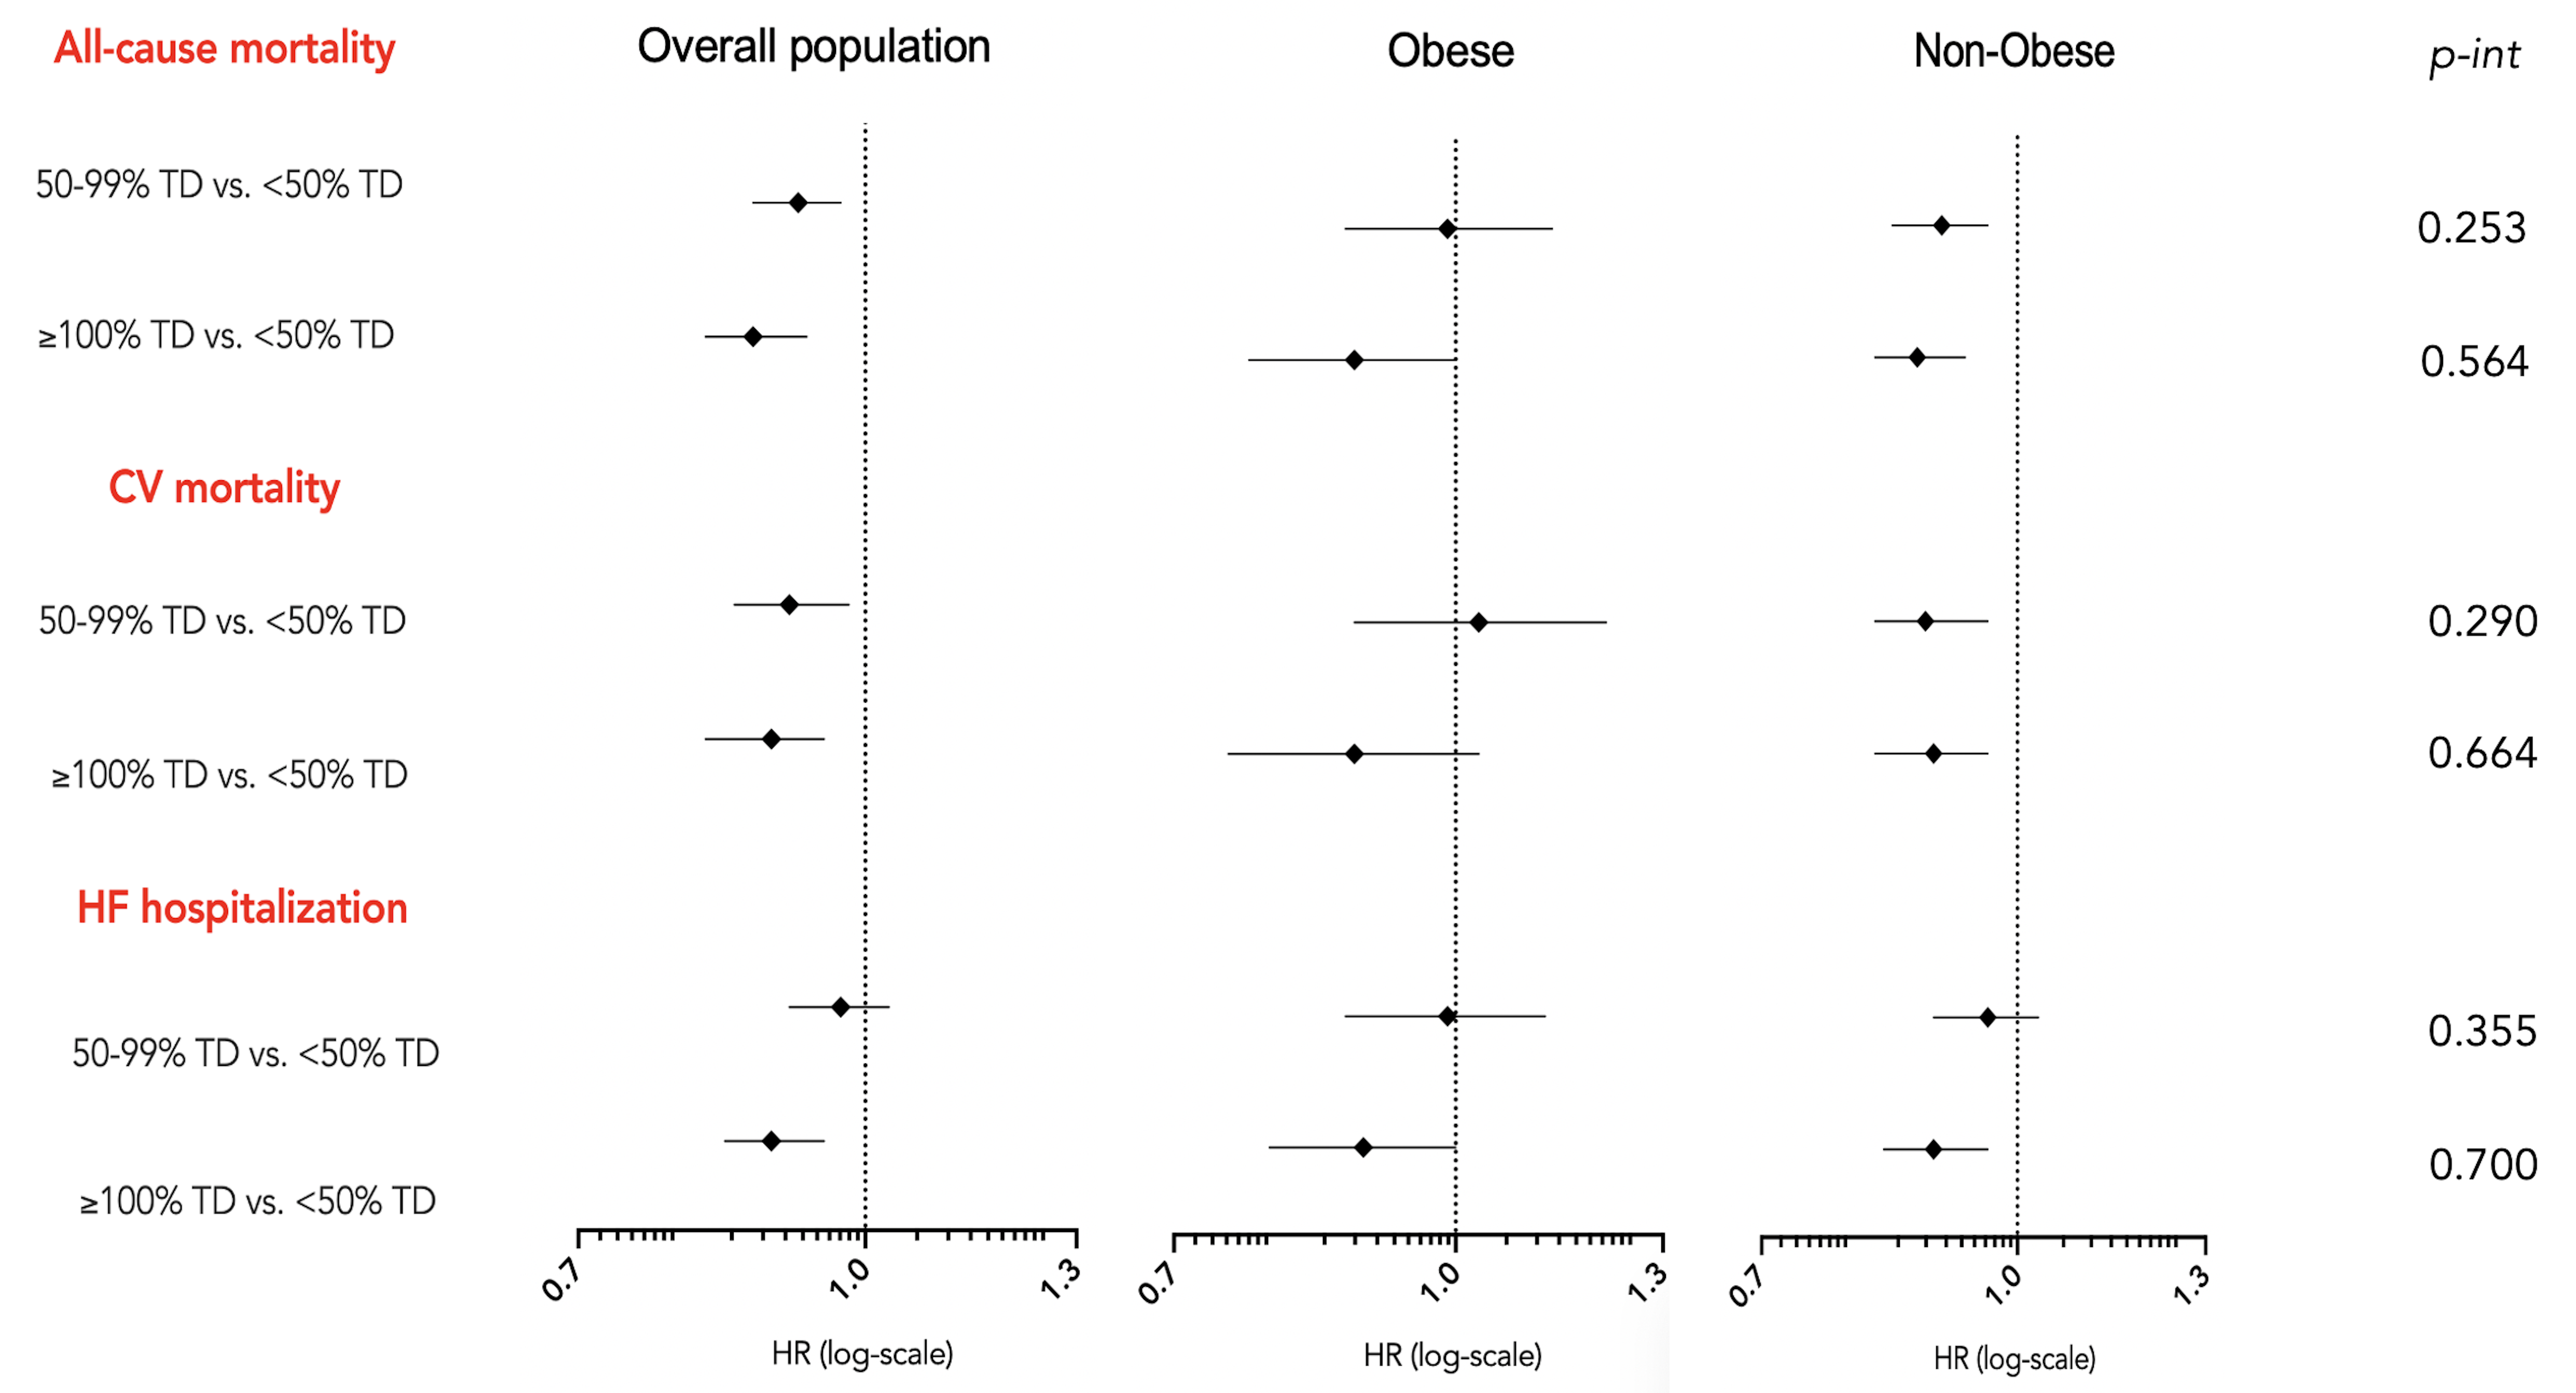 All-cause mortality Overall population Obese Non-Obese p-int
50-99% TD vs. <50% TD 0.253
≥100% TD vs. <50% TD 0.564
CV mortality
50-99% TD vs. <50% TD 0.290
≥100% TD vs. <50% TD 0.664
HF hospitalization
50-99% TD vs. <50% TD 0.355
≥100% TD vs. <50% TD 0.700
0.7 1.0 1.3 0.7 1.0 1.3 0.7 1.0 1.3
HR (log-scale) HR (log-scale) HR (log-scale)